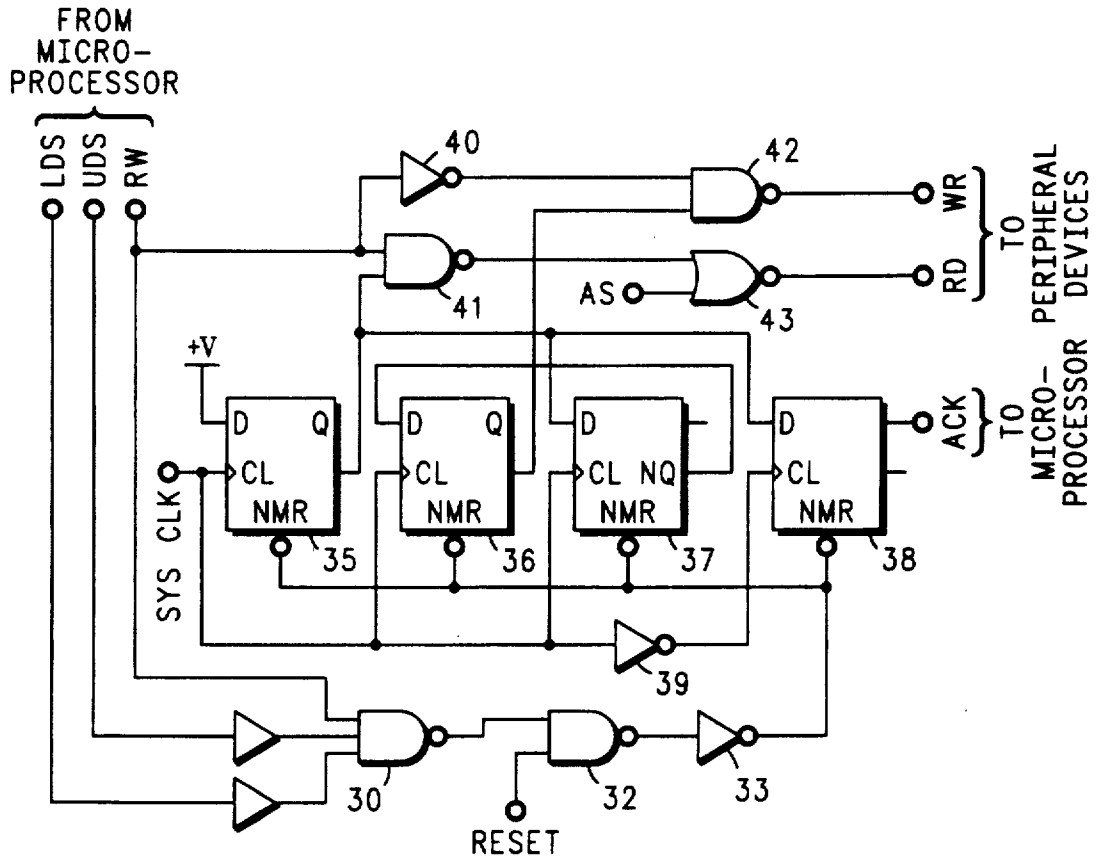 FROM
MICRO-
PROCESSOR
LDS
UDS
RW
40
42
WR
RD
TO
PERIPHERAL
DEVICES
41
AS
43
+V
D Q
CL
NMR
35
D Q
CL
NMR
36
D
CL NQ
NMR
37
D
CL
NMR
38
ACK
TO
MICRO-
PROCESSOR
SYS CLK
39
30
32
33
RESET